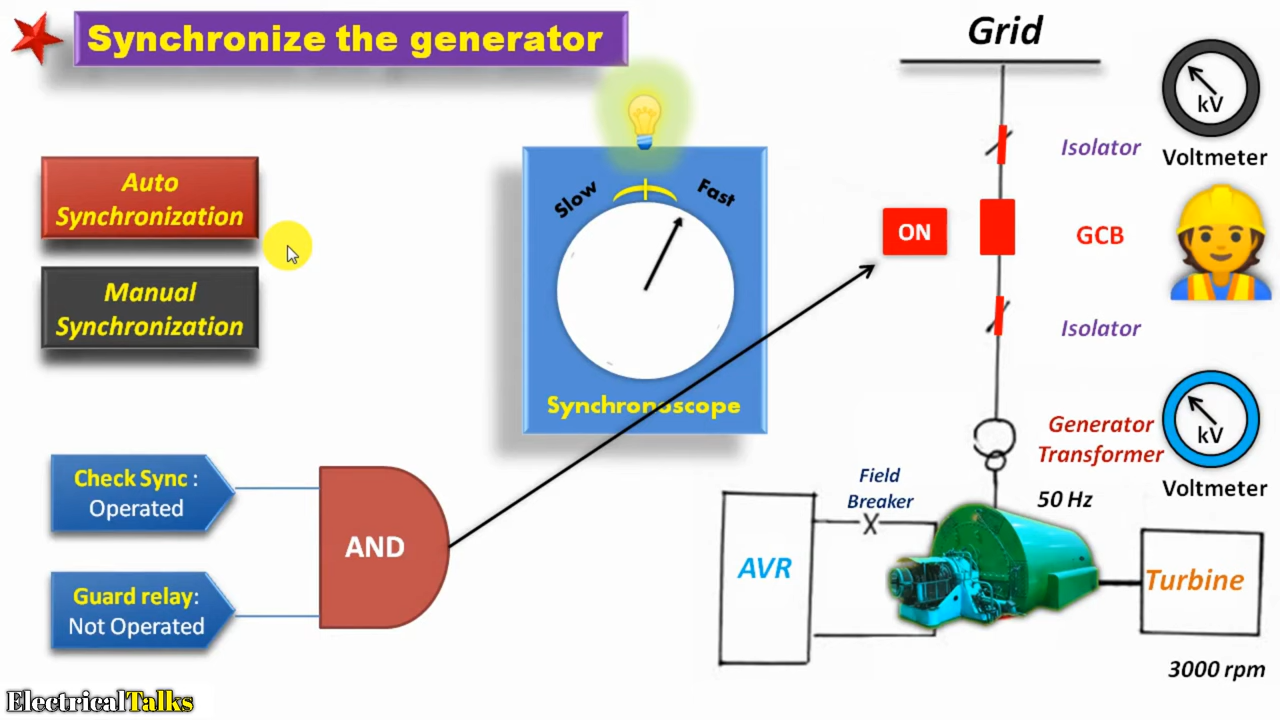 Synchronize the generator
Auto
Synchronization
Manual
Synchronization
Slow
Fast
Synchronoscope
Check Sync :
Operated
Guard relay:
Not Operated
AND
ON
Grid
kV
Voltmeter
Isolator
GCB
Isolator
Generator
Transformer
kV
Voltmeter
50 Hz
Field
Breaker
X
AVR
Turbine
3000 rpm
ElectricalTalks